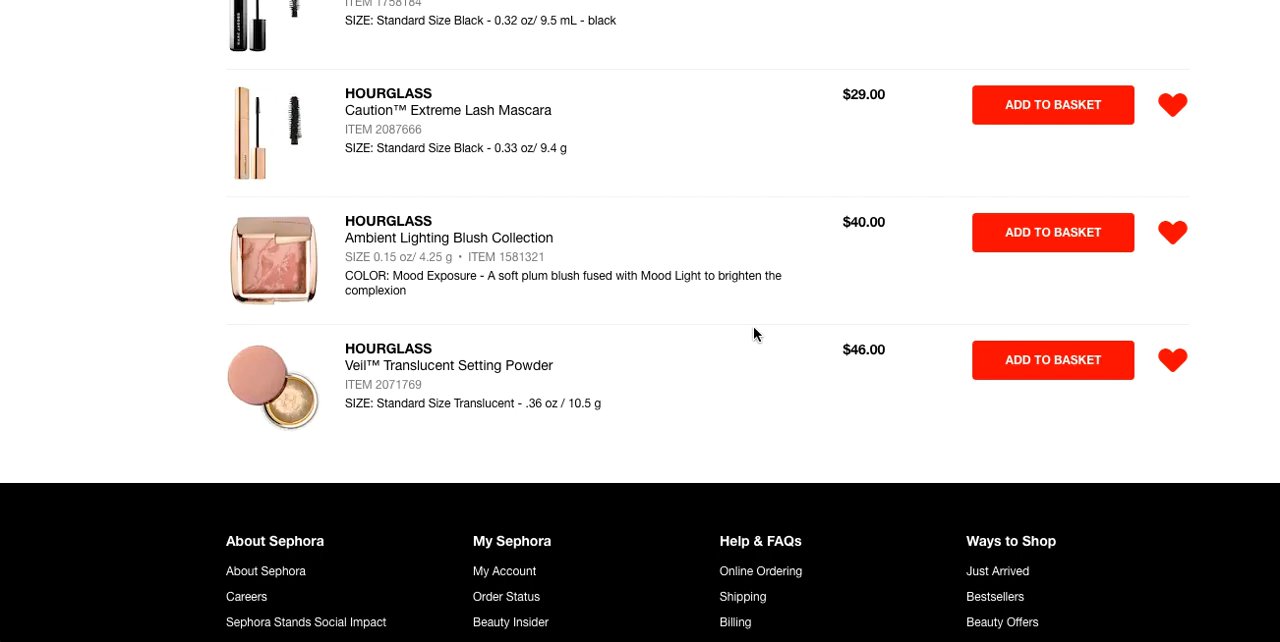 ITEM 1758184
SIZE: Standard Size Black - 0.32 oz/ 9.5 mL - black
HOURGLASS
Caution™ Extreme Lash Mascara
ITEM 2087666
SIZE: Standard Size Black - 0.33 oz/ 9.4 g
$29.00
ADD TO BASKET
HOURGLASS
Ambient Lighting Blush Collection
SIZE 0.15 oz/ 4.25 g • ITEM 1581321
COLOR: Mood Exposure - A soft plum blush fused with Mood Light to brighten the
complexion
$40.00
ADD TO BASKET
HOURGLASS
Veil™ Translucent Setting Powder
ITEM 2071769
SIZE: Standard Size Translucent - .36 oz / 10.5 g
$46.00
ADD TO BASKET
About Sephora
About Sephora
Careers
Sephora Stands Social Impact
My Sephora
My Account
Order Status
Beauty Insider
Help & FAQs
Online Ordering
Shipping
Billing
Ways to Shop
Just Arrived
Bestsellers
Beauty Offers